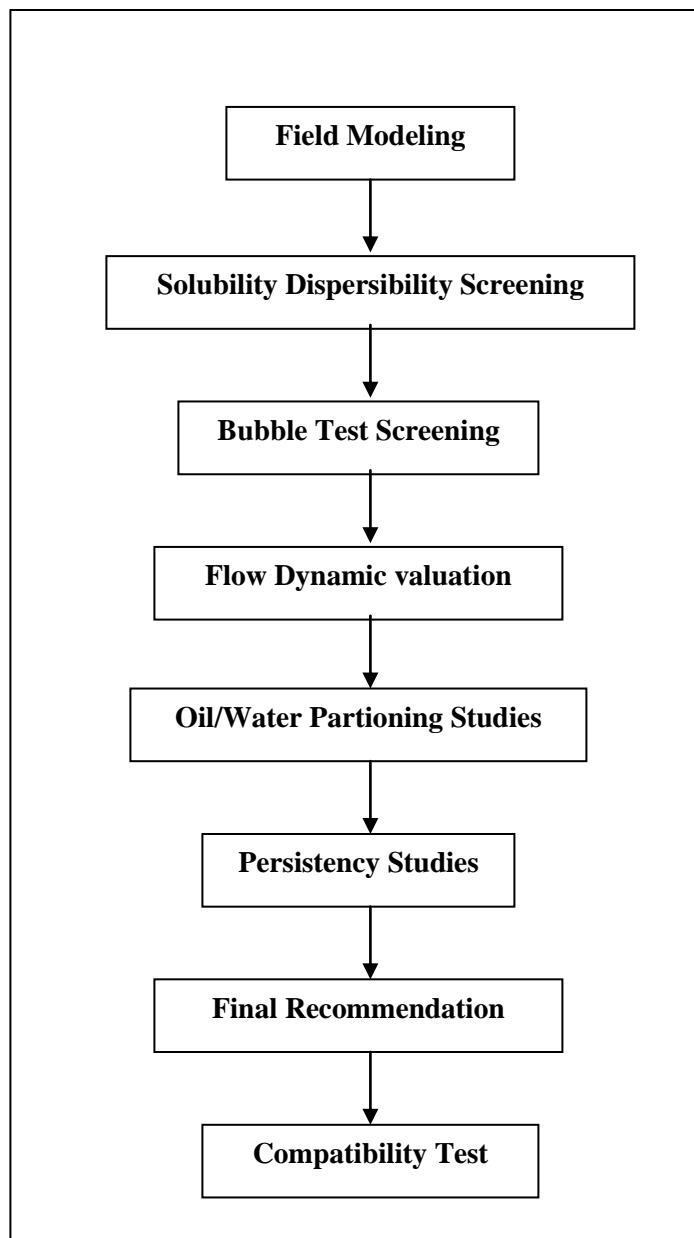 Field Modeling
Solubility Dispersibility Screening
Bubble Test Screening
Flow Dynamic valuation
Oil/Water Partioning Studies
Persistency Studies
Final Recommendation
Compatibility Test